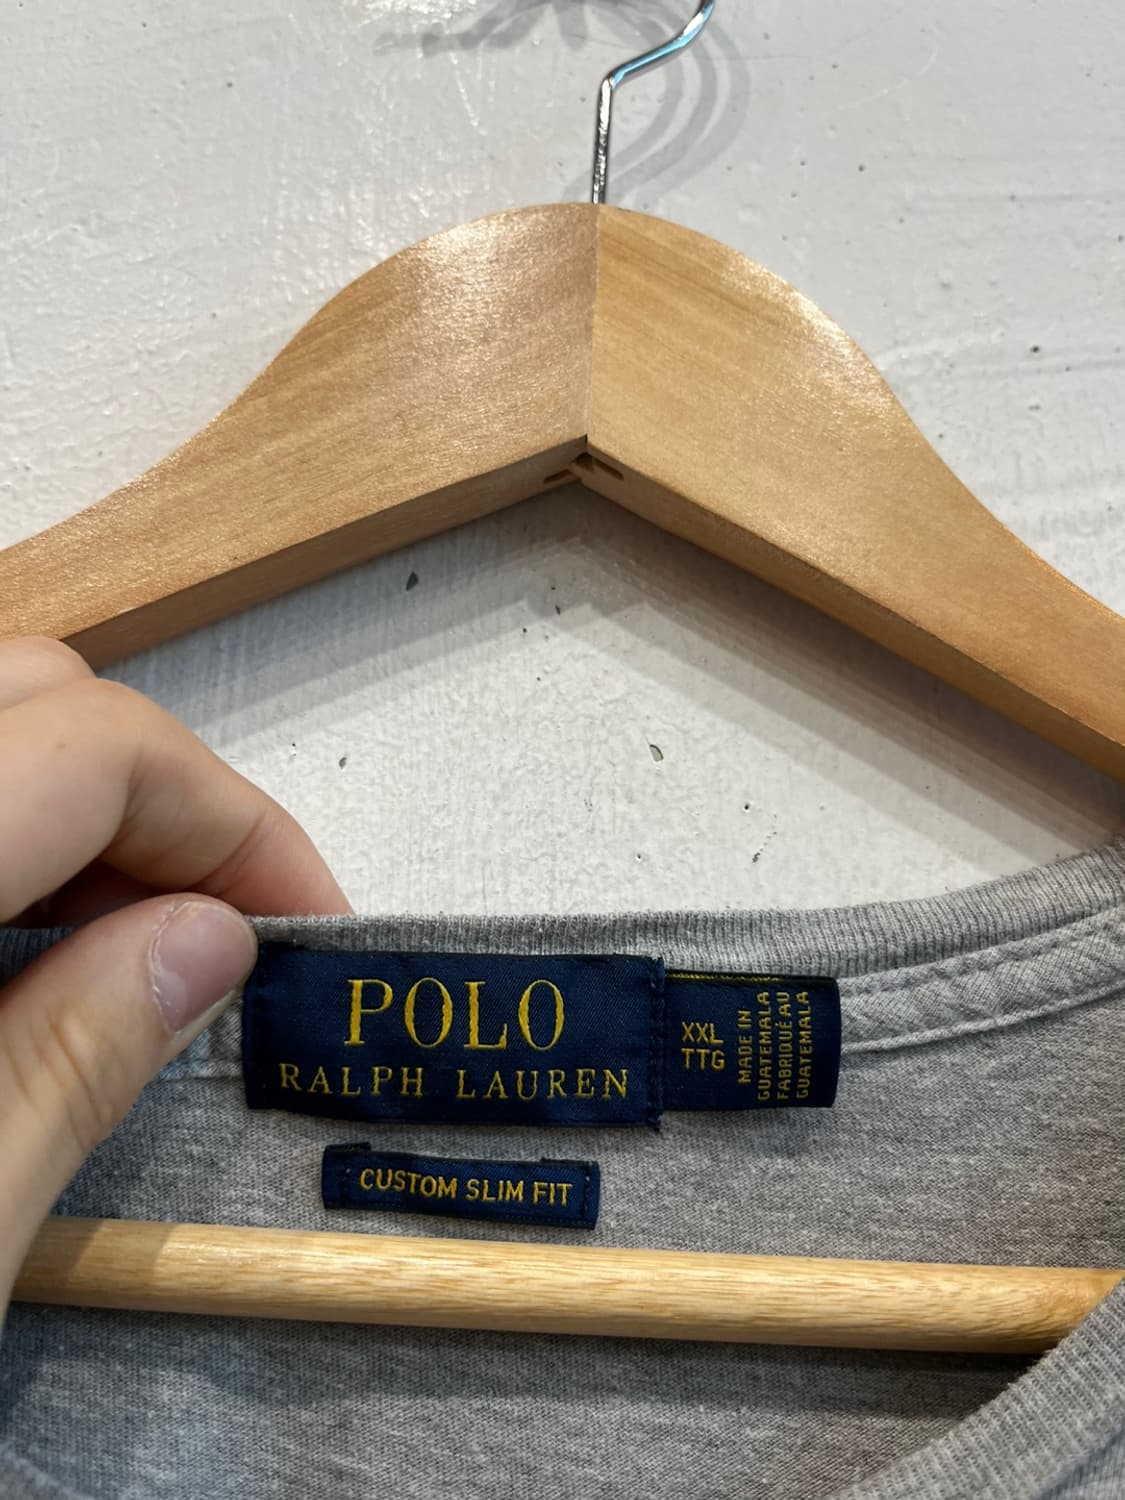 POLO
RALPH LAUREN
XXL
TTG
MADE IN
GUATEMALA
FABRIQUÉ AU
GUATEMALA
CUSTOM SLIM FIT